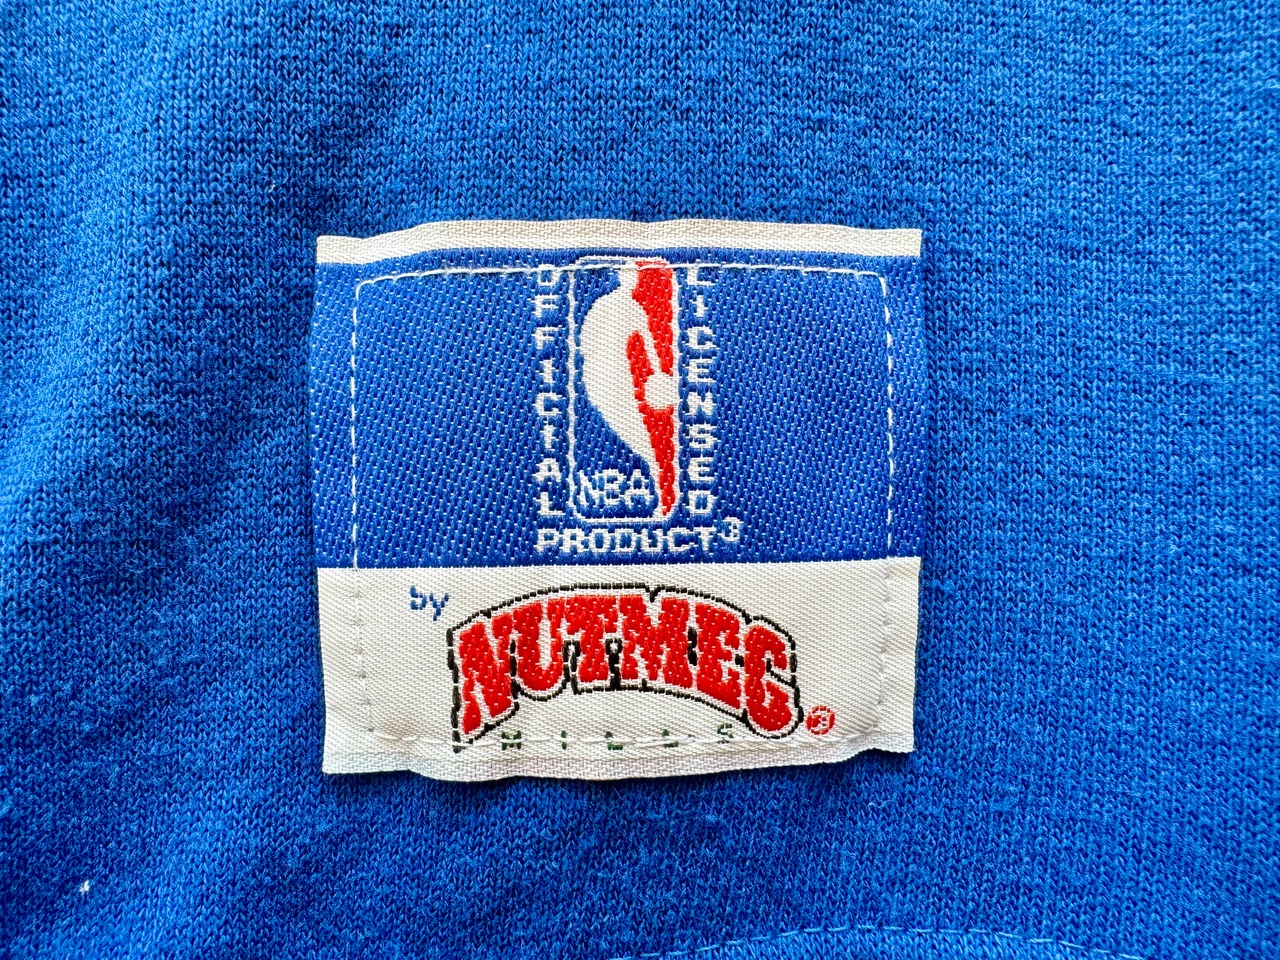 OFFICIAL
LICENSED
NBA
PRODUCT
by
NUTMEG
MILLS